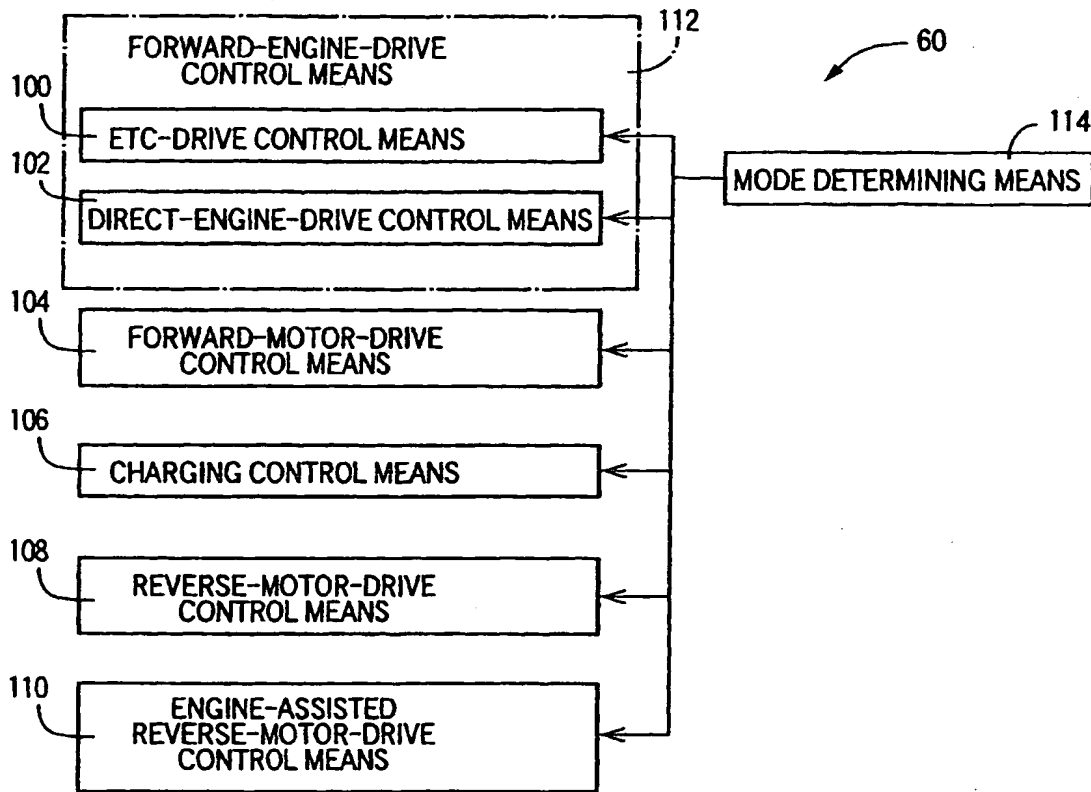 112
FORWARD-ENGINE-DRIVE
CONTROL MEANS
60
100
ETC-DRIVE CONTROL MEANS
114
MODE DETERMINING MEANS
102
DIRECT-ENGINE-DRIVE CONTROL MEANS
104
FORWARD-MOTOR-DRIVE
CONTROL MEANS
106
CHARGING CONTROL MEANS
108
REVERSE-MOTOR-DRIVE
CONTROL MEANS
110
ENGINE-ASSISTED
REVERSE-MOTOR-DRIVE
CONTROL MEANS